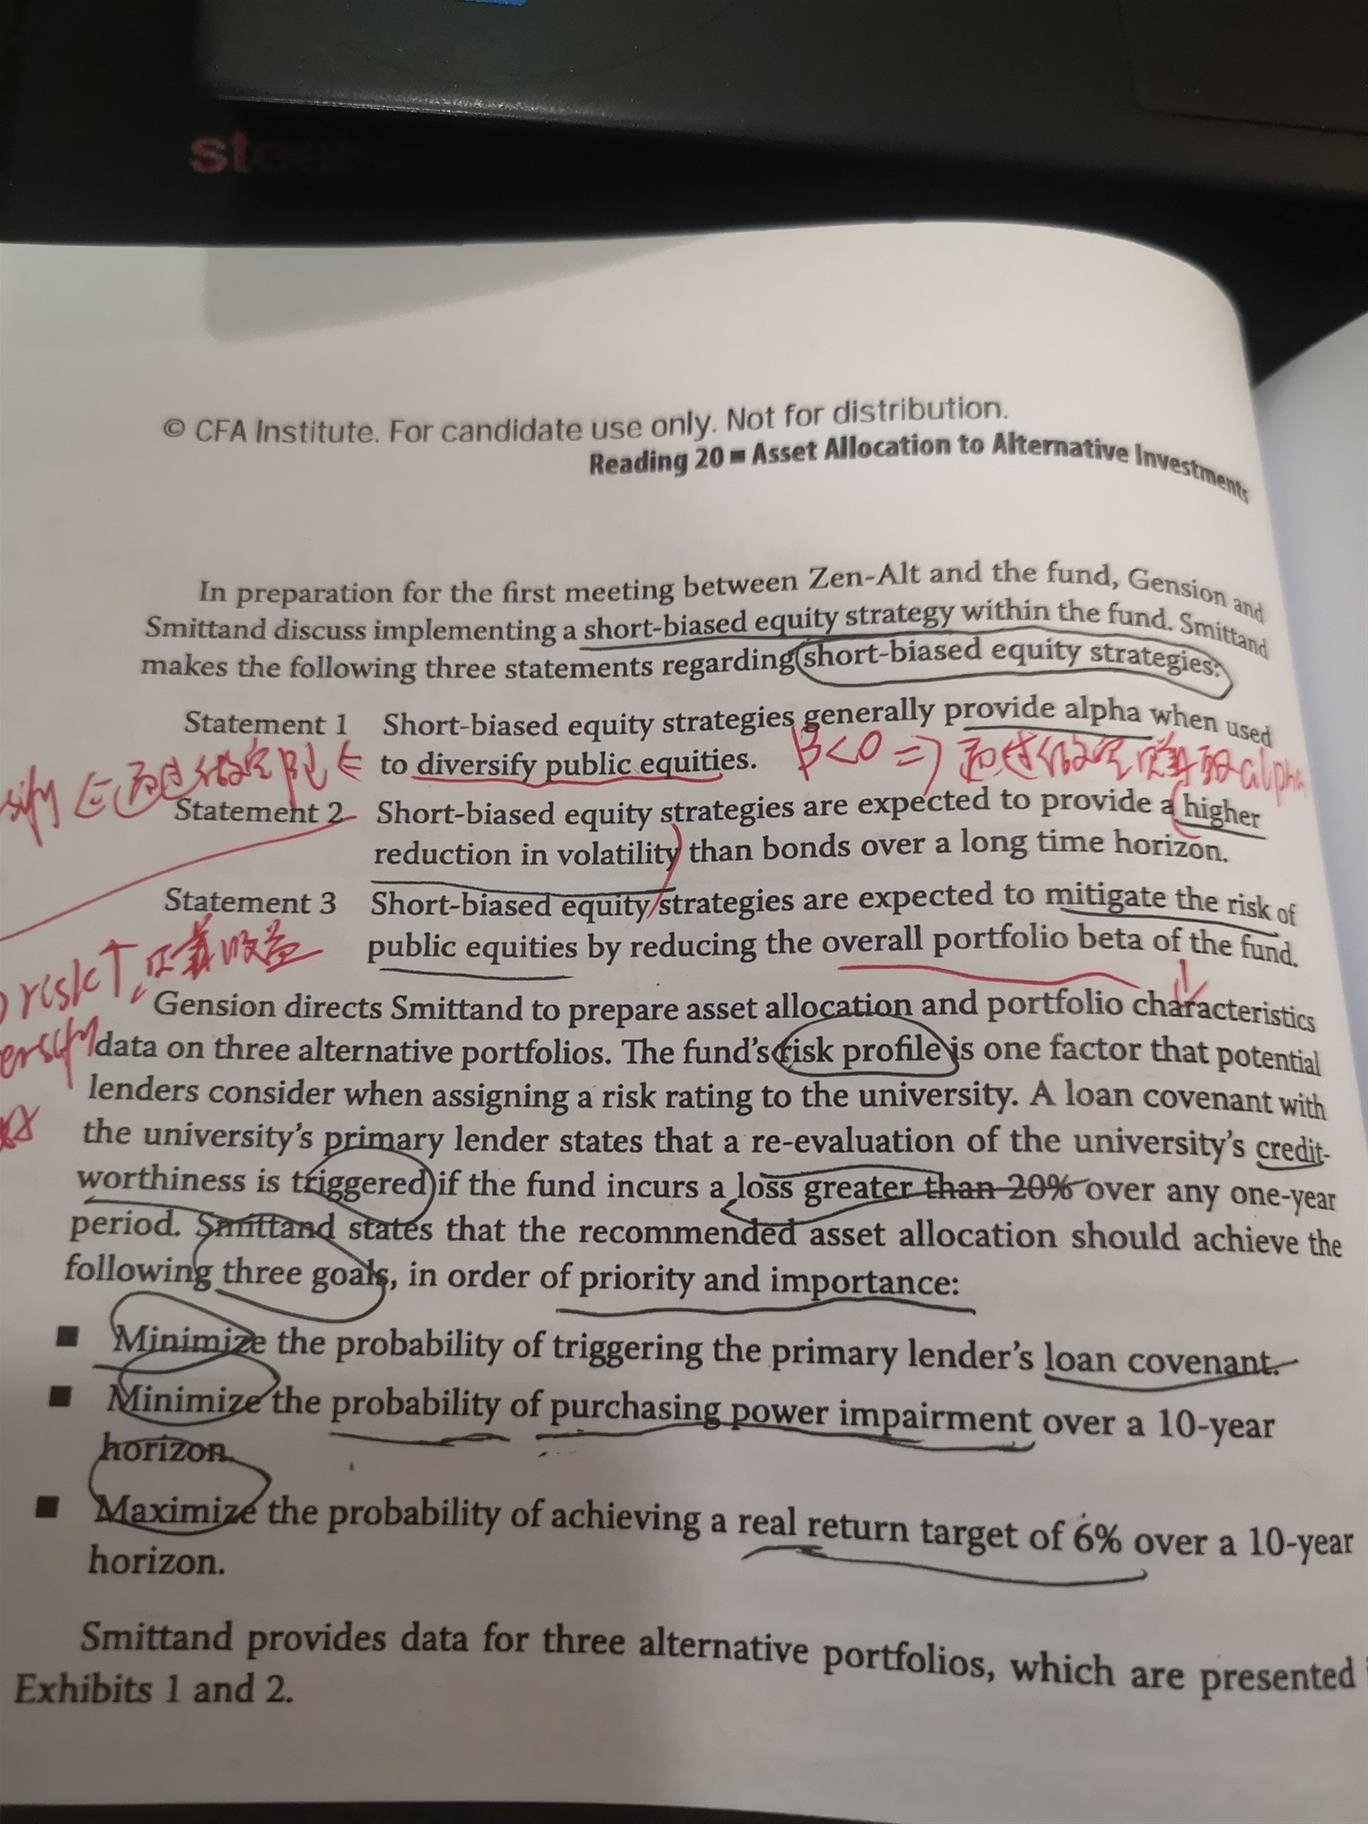 © CFA Institute. For candidate use only. Not for distribution.
Reading 20 ■ Asset Allocation to Alternative Investments
In preparation for the first meeting between Zen-Alt and the fund, Gension and
Smittand discuss implementing a short-biased equity strategy within the fund. Smittand
makes the following three statements regarding short-biased equity strategies:
Statement 1 Short-biased equity strategies generally provide alpha when used
to diversify public equities.
β<0 => alpha
Statement 2 Short-biased equity strategies are expected to provide a higher
reduction in volatility than bonds over a long time horizon.
Statement 3 Short-biased equity strategies are expected to mitigate the risk of
public equities by reducing the overall portfolio beta of the fund.
risk↑
Gension directs Smittand to prepare asset allocation and portfolio characteristics
data on three alternative portfolios. The fund's risk profile is one factor that potential
lenders consider when assigning a risk rating to the university. A loan covenant with
the university's primary lender states that a re-evaluation of the university's credit-
worthiness is triggered if the fund incurs a loss greater than 20% over any one-year
period. Smittand states that the recommended asset allocation should achieve the
following three goals, in order of priority and importance:
■ Minimize the probability of triggering the primary lender's loan covenant.
■ Minimize the probability of purchasing power impairment over a 10-year
horizon.
■ Maximize the probability of achieving a real return target of 6% over a 10-year
horizon.
Smittand provides data for three alternative portfolios, which are presented
Exhibits 1 and 2.